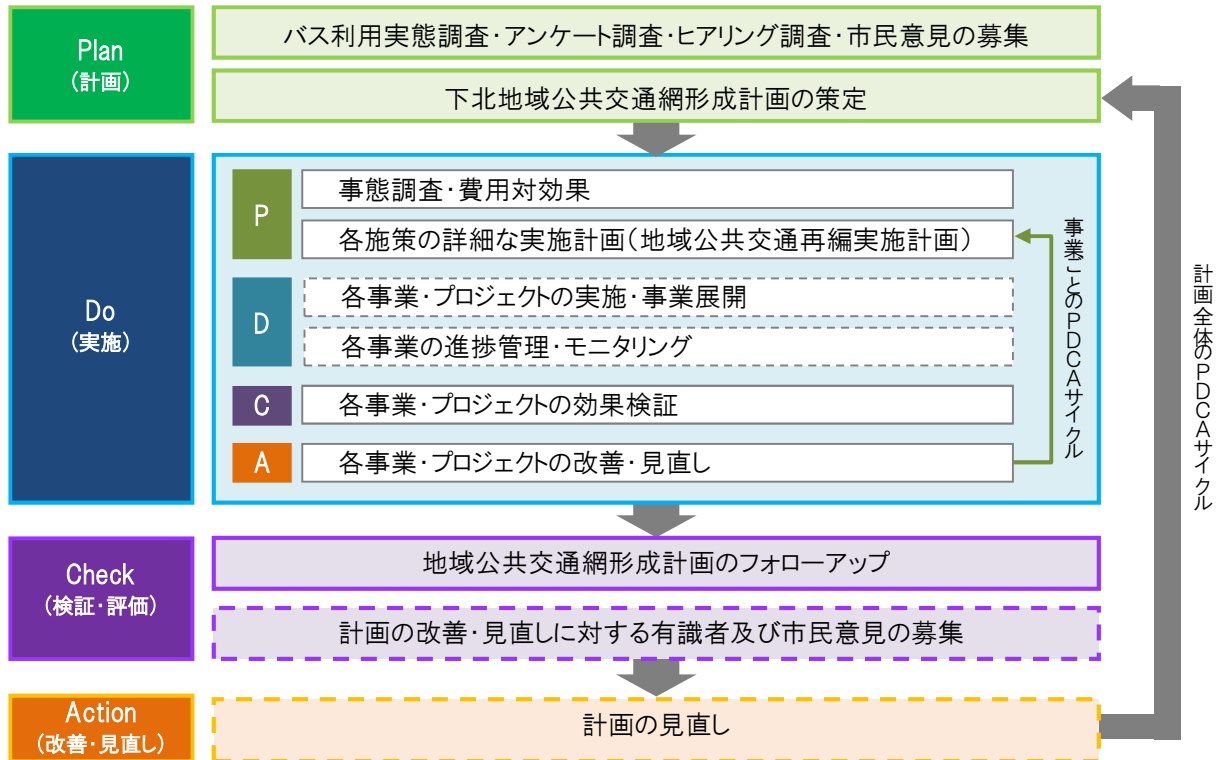 Plan
(計画)
バス利用実態調査・アンケート調査・ヒアリング調査・市民意見の募集
下北地域公共交通網形成計画の策定
Do
(実施)
P
事態調査・費用対効果
各施策の詳細な実施計画(地域公共交通再編実施計画)
D
各事業・プロジェクトの実施・事業展開
各事業の進捗管理・モニタリング
C
各事業・プロジェクトの効果検証
A
各事業・プロジェクトの改善・見直し
事業ごとのPDCAサイクル
計画全体のPDCAサイクル
Check
(検証・評価)
地域公共交通網形成計画のフォローアップ
計画の改善・見直しに対する有識者及び市民意見の募集
Action
(改善・見直し)
計画の見直し